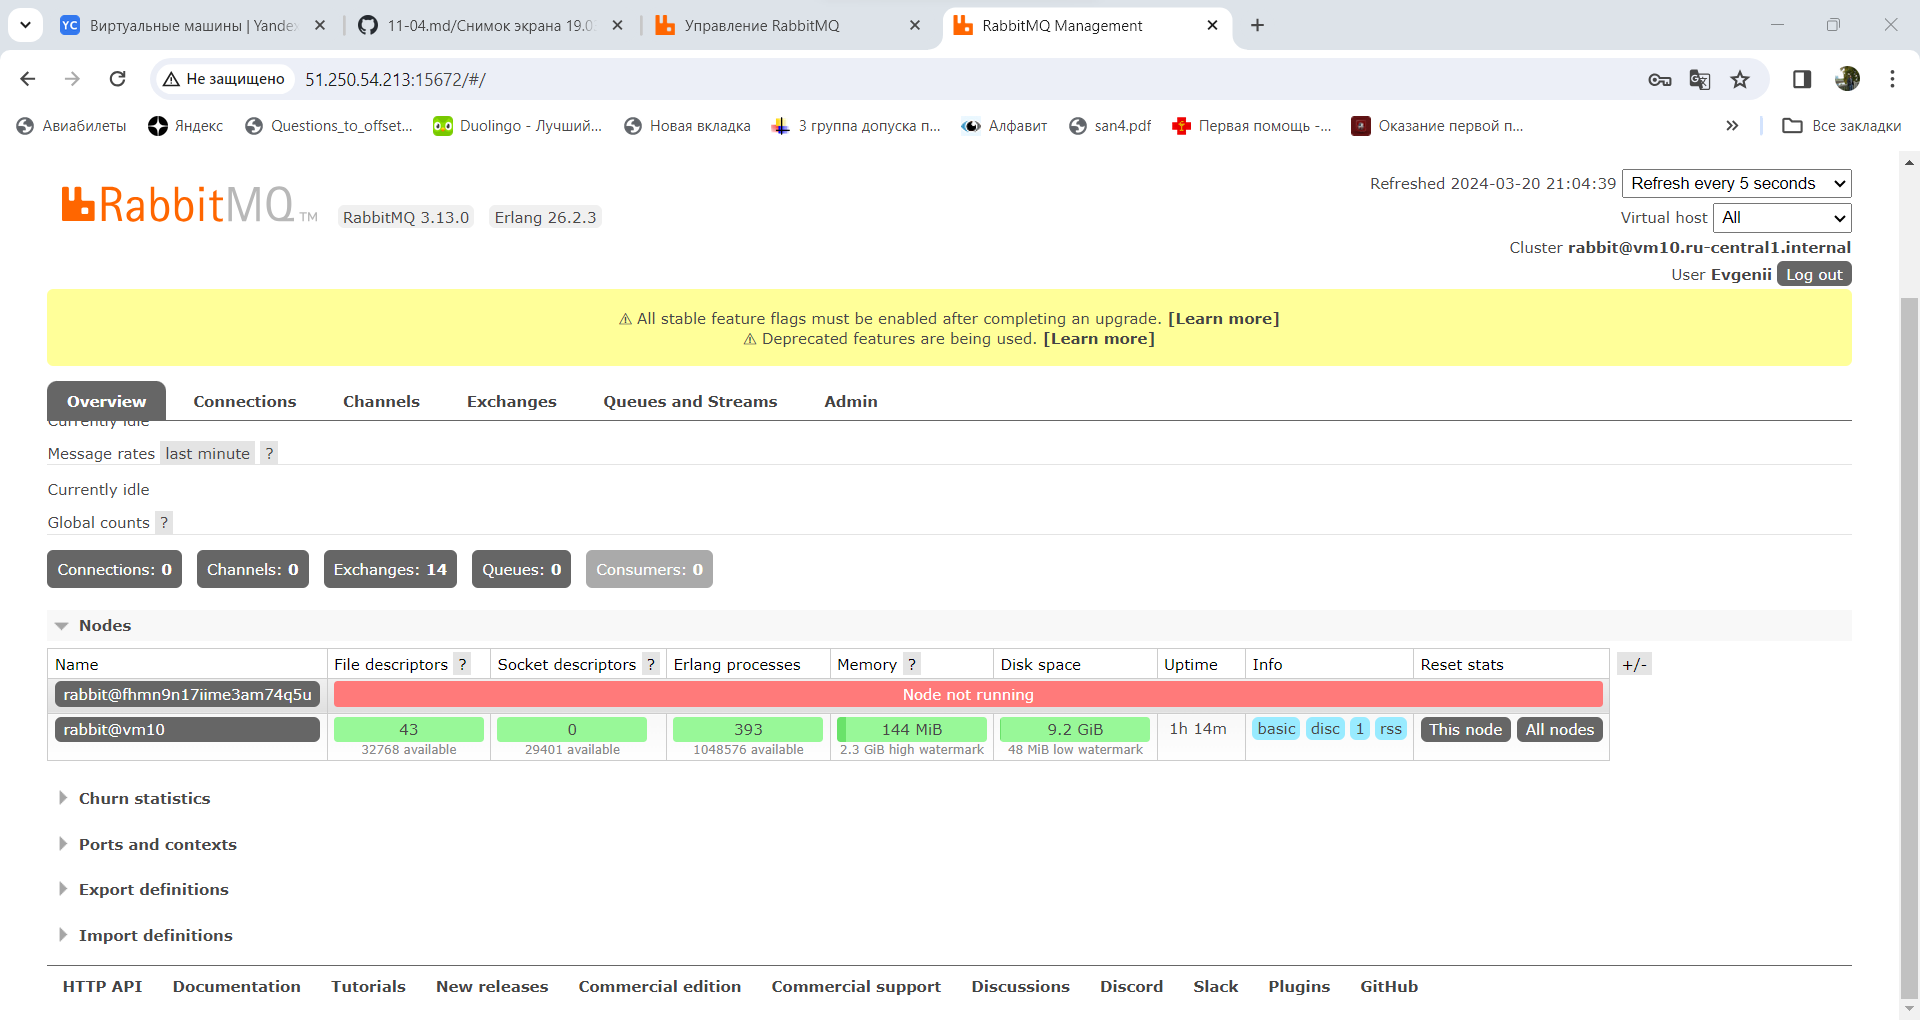 Виртуальные машины | Yande
11-04.md/Снимок экрана 19.0
Управление RabbitMQ
RabbitMQ Management
Не защищено
51.250.54.213:15672/#/
Авиабилеты
Яндекс
Questions_to_offset...
Duolingo - Лучший...
Новая вкладка
3 группа допуска п...
Алфавит
san4.pdf
Первая помощь -...
Оказание первой п...
»
Все закладки
RabbitMQ TM
RabbitMQ 3.13.0
Erlang 26.2.3
Refreshed 2024-03-20 21:04:39 Refresh every 5 seconds
Virtual host All
Cluster rabbit@vm10.ru-central1.internal
User Evgenii Log out
⚠ All stable feature flags must be enabled after completing an upgrade. [Learn more]
⚠ Deprecated features are being used. [Learn more]
Overview Connections Channels Exchanges Queues and Streams Admin
Currently idle
Message rates last minute ?
Currently idle
Global counts ?
Connections: 0 Channels: 0 Exchanges: 14 Queues: 0 Consumers: 0
Nodes
Name File descriptors ? Socket descriptors ? Erlang processes Memory ? Disk space Uptime Info Reset stats +/-
rabbit@fhmn9n17iime3am74q5u Node not running
rabbit@vm10 43 0 393 144 MiB 9.2 GiB 1h 14m basic disc 1 rss This node All nodes
32768 available 29401 available 1048576 available 2.3 GiB high watermark 48 MiB low watermark
Churn statistics
Ports and contexts
Export definitions
Import definitions
HTTP API Documentation Tutorials New releases Commercial edition Commercial support Discussions Discord Slack Plugins GitHub